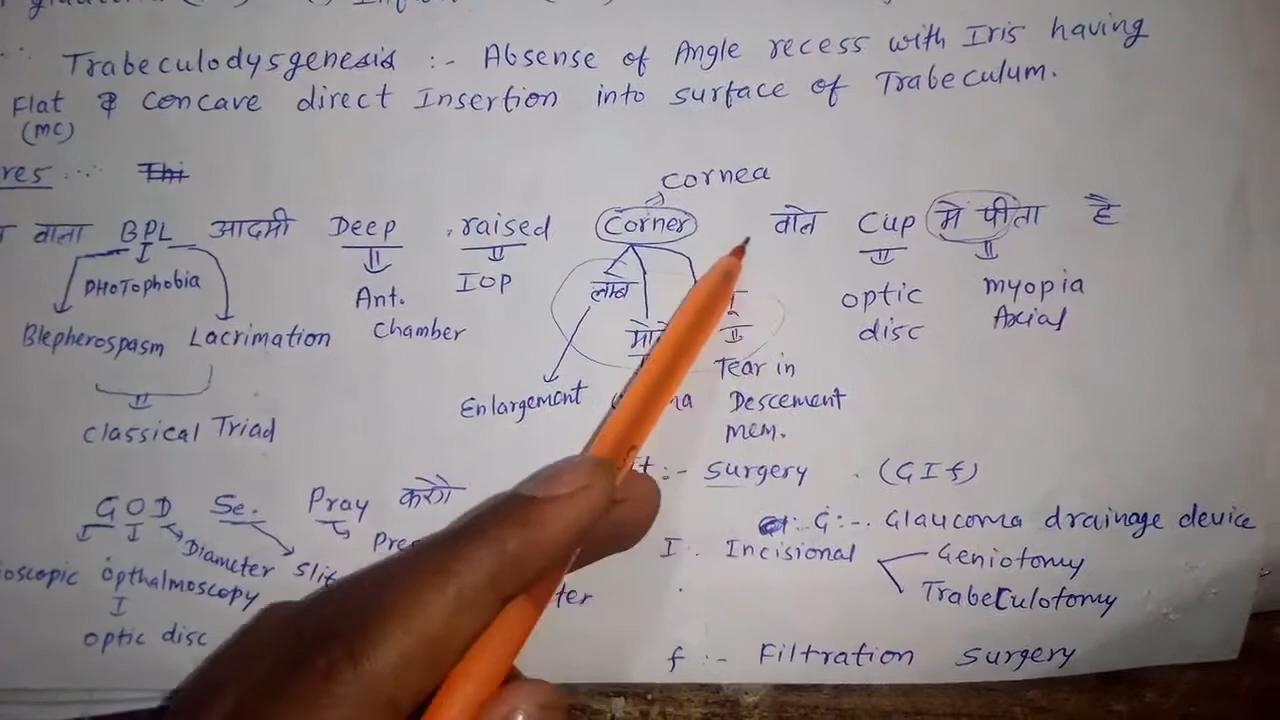 Trabeculodysgenesis :- Absense of Angle recess with Iris having
Flat & concave direct Insertion into surface of Trabeculum.
(MC)
res ...
cornea
वाला BPL आदमी Deep raised Corner वोन Cup मे पीता है
PHOTOphobia
Ant.
IOP
लोबे
optic
myopia
Blepherospasm Lacrimation
chamber
disc
Axial
Tear in
Enlargement
Descement
mem.
classical Triad
:- surgery (GIf)
GOD Se. Pray करोगे
G :-. Glaucoma drainage device
Diameter
I. Incisional
Geniotomy
ioscopic opthalmoscopy
Trabeculotomy
optic disc
f :- Filtration surgery